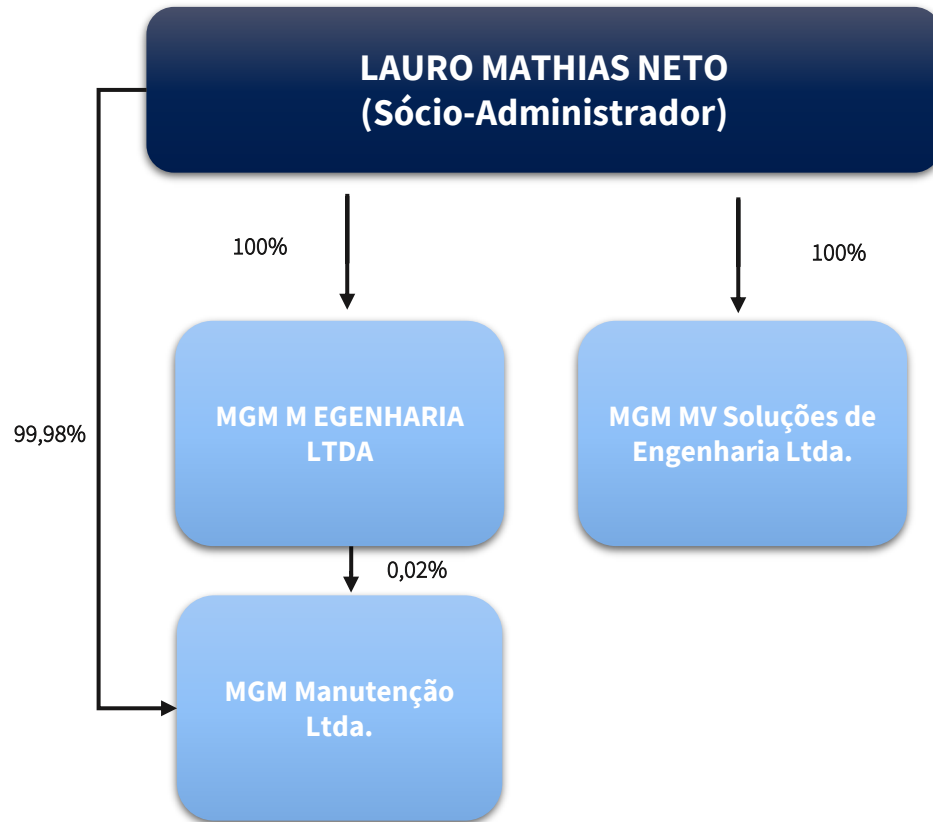 LAURO MATHIAS NETO
(Sócio-Administrador)
100%
100%
MGM M EGENHARIA
LTDA
MGM MV Soluções de
Engenharia Ltda.
99,98%
0,02%
MGM Manutenção
Ltda.